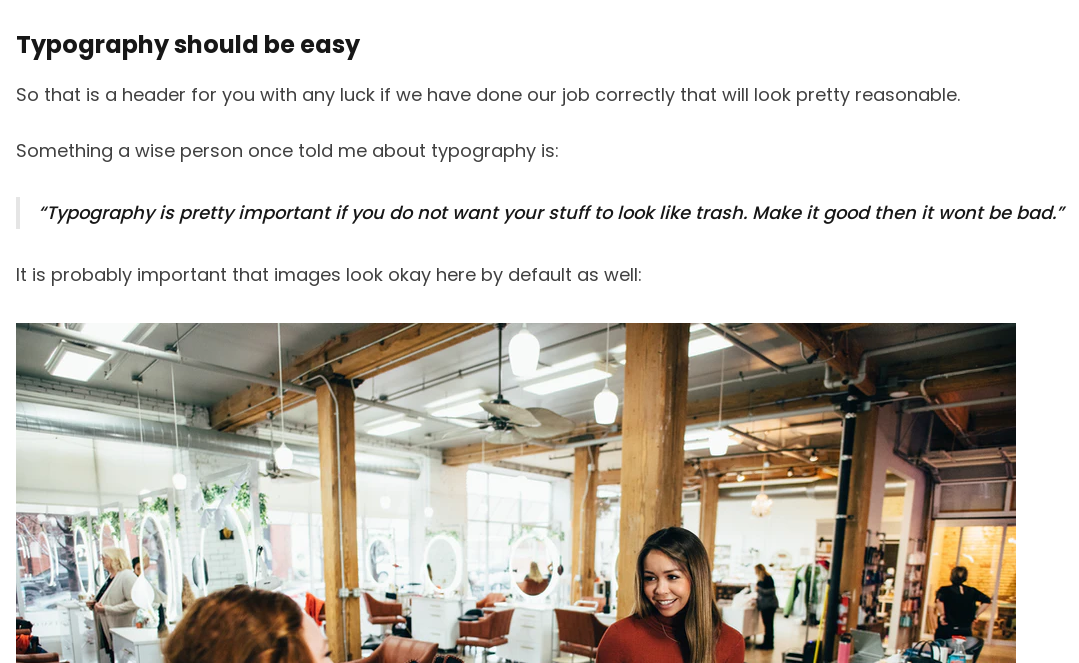 Typography should be easy
So that is a header for you with any luck if we have done our job correctly that will look pretty reasonable.
Something a wise person once told me about typography is:
“Typography is pretty important if you do not want your stuff to look like trash. Make it good then it wont be bad.”
It is probably important that images look okay here by default as well: